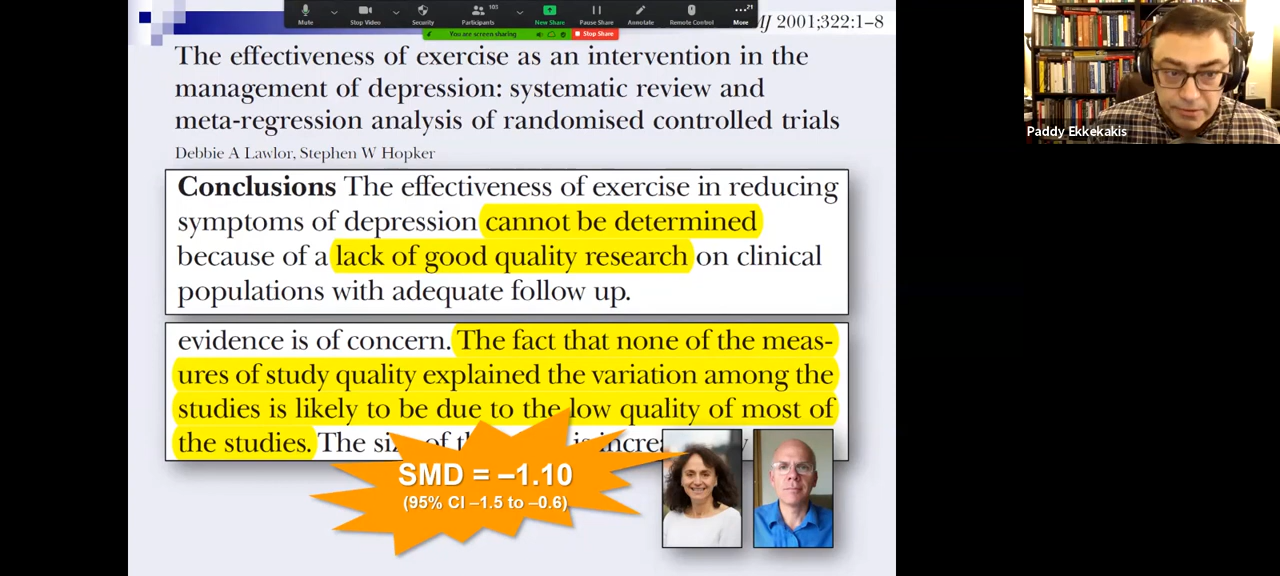 Mute
Stop Video
Security
Participants
103
New Share
Pause Share
Annotate
Remote Control
More
21
You are screen sharing
Stop Share
MJ 2001;322:1–8
The effectiveness of exercise as an intervention in the
management of depression: systematic review and
meta-regression analysis of randomised controlled trials
Debbie A Lawlor, Stephen W Hopker
Conclusions The effectiveness of exercise in reducing
symptoms of depression cannot be determined
because of a lack of good quality research on clinical
populations with adequate follow up.
evidence is of concern. The fact that none of the meas-
ures of study quality explained the variation among the
studies is likely to be due to the low quality of most of
the studies. The
SMD = –1.10
(95% CI –1.5 to –0.6)
Paddy Ekkekakis